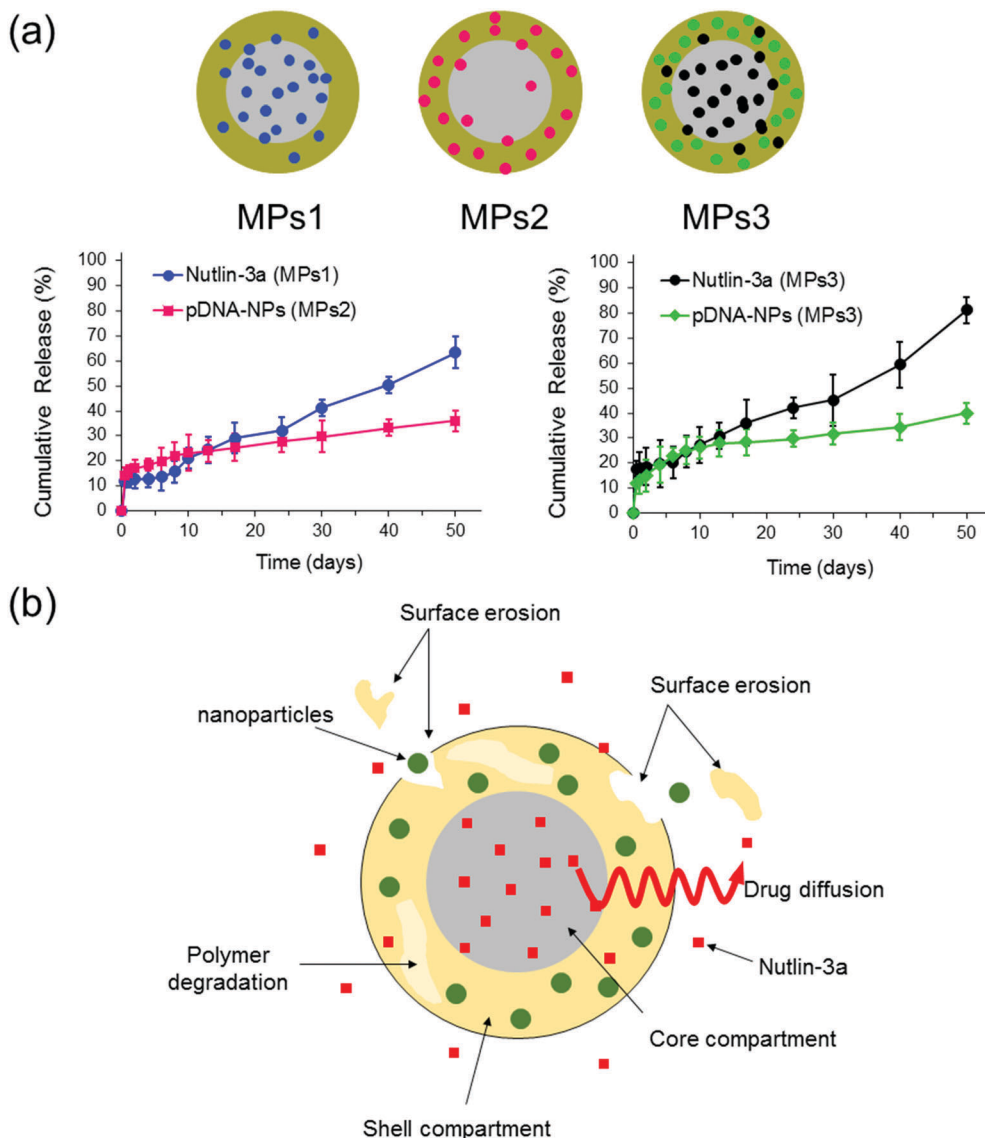 (a)
MPs1
MPs2
MPs3
Cumulative Release (%)
100
90
80
70
60
50
40
30
20
10
0
Nutlin-3a (MPs1)
pDNA-NPs (MPs2)
0
10
20
30
40
50
Time (days)
Cumulative Release (%)
100
90
80
70
60
50
40
30
20
10
0
Nutlin-3a (MPs3)
pDNA-NPs (MPs3)
0
10
20
30
40
50
Time (days)
(b)
Surface erosion
nanoparticles
Surface erosion
Drug diffusion
Nutlin-3a
Polymer
degradation
Core compartment
Shell compartment